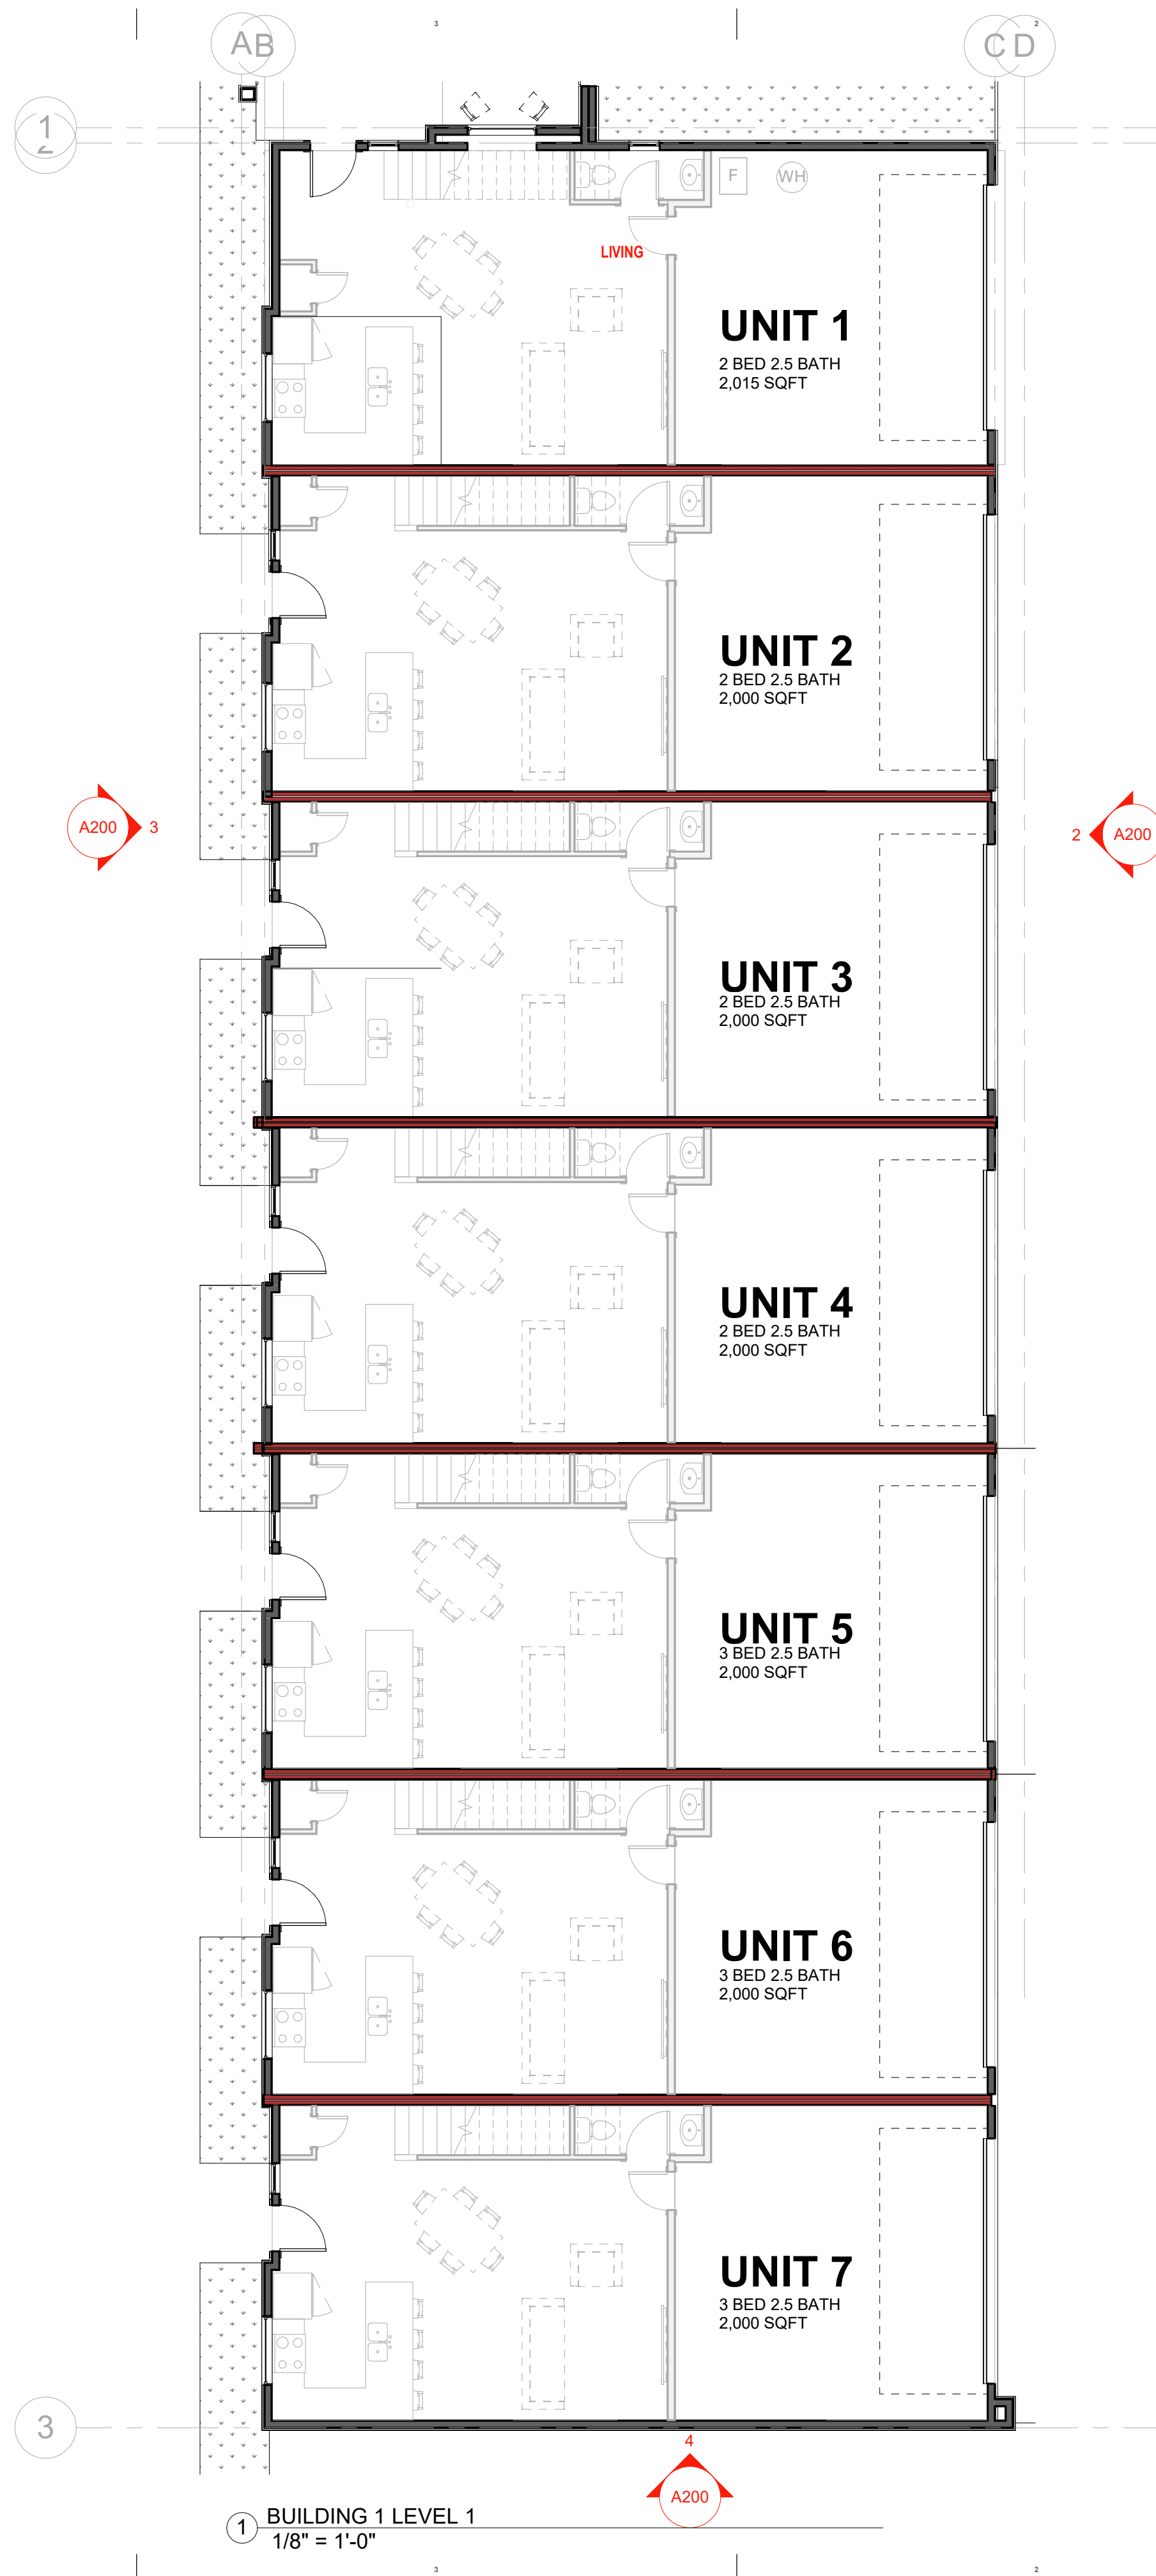 3
2
A
B
C
D
1
2
F
WH
LIVING
UNIT 1
2 BED 2.5 BATH
2,015 SQFT
UNIT 2
2 BED 2.5 BATH
2,000 SQFT
A200
3
2
A200
UNIT 3
2 BED 2.5 BATH
2,000 SQFT
UNIT 4
2 BED 2.5 BATH
2,000 SQFT
UNIT 5
3 BED 2.5 BATH
2,000 SQFT
UNIT 6
3 BED 2.5 BATH
2,000 SQFT
UNIT 7
3 BED 2.5 BATH
2,000 SQFT
3
4
A200
1
BUILDING 1 LEVEL 1
1/8" = 1'-0"
3
2